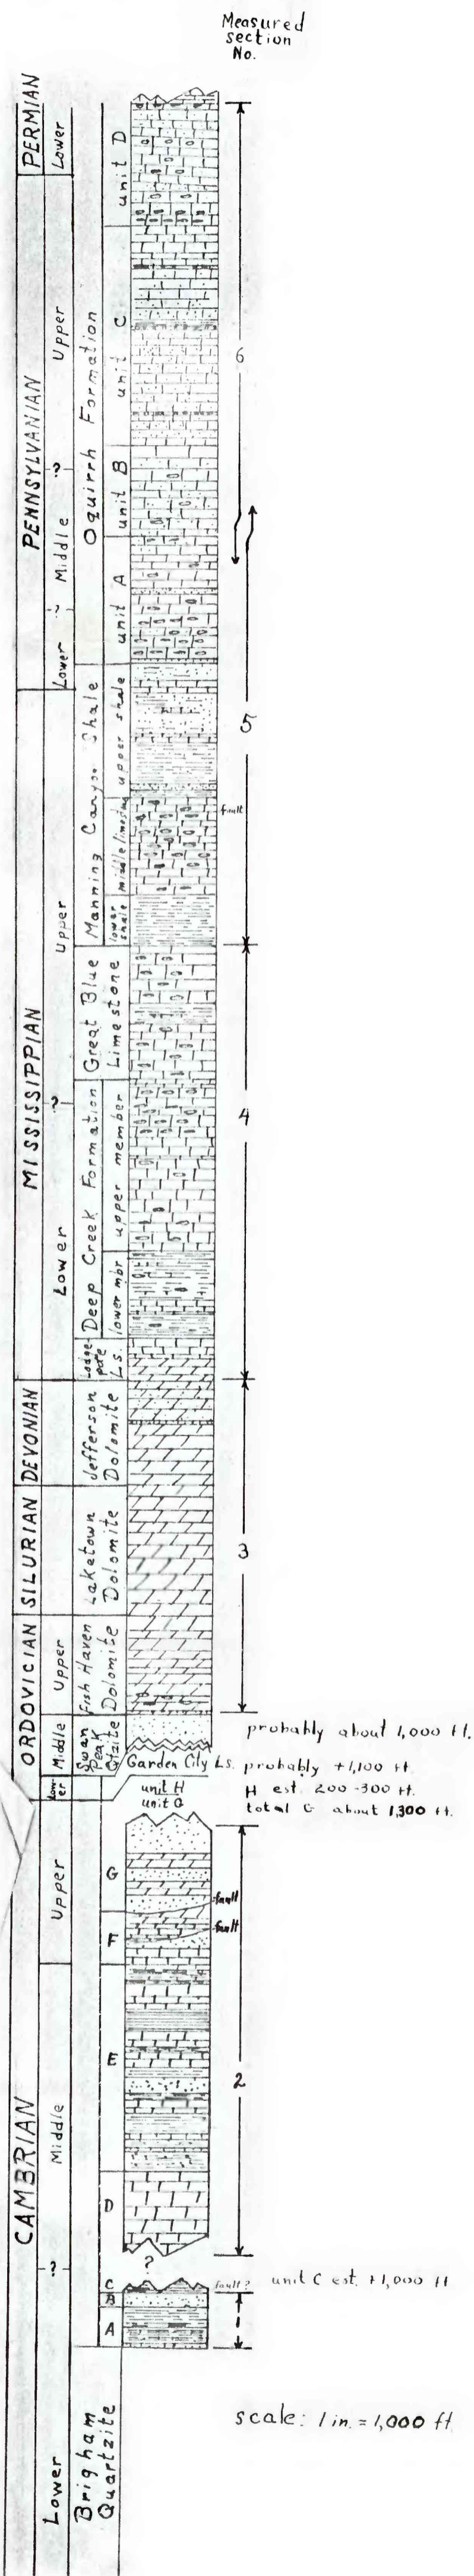 Measured
section
No.
PERMIAN
Lower
unit D
PENNSYLVANIAN
Upper
?
Middle
?
Lower
Oquirrh Formation
unit C
unit B
unit A
6
MISSISSIPPIAN
Upper
?
Lower
Manning Canyon Shale
upper shale
middle limestone
lower
shale
fault
5
Great Blue
Limestone
Deep Creek Formation
upper member
lower mbr
Lodge-
pole
Ls.
4
DEVONIAN
Jefferson
Dolomite
SILURIAN
Laketown
Dolomite
3
ORDOVICIAN
Upper
Fish Haven
Dolomite
Middle
Swan
Peak
Qtzite
probably about 1,000 ft.
Garden City Ls. probably +1,100 ft
Low-
er
unit H
unit G
H est. 200-300 ft.
total G about 1,300 ft.
CAMBRIAN
Upper
G
fault
F
fault
Middle
E
2
D
?
?
C
fault?
unit C est. +1,000 ft
B
A
1
Lower
Brigham
Quartzite
scale: 1 in. = 1,000 ft